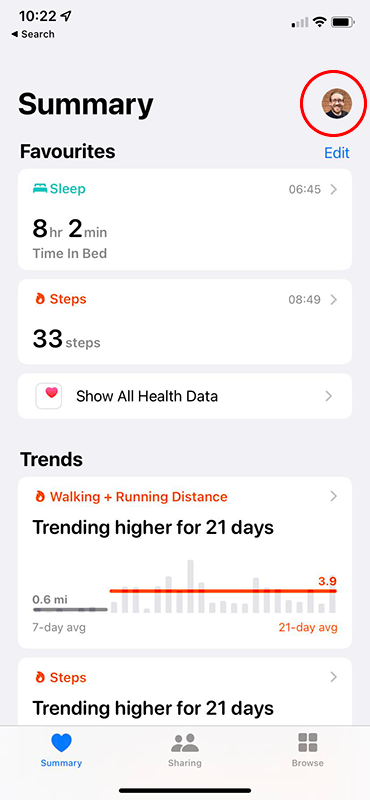 10:22
◀ Search
Summary
Favourites Edit
Sleep 06:45
8 hr 2 min
Time In Bed
Steps 08:49
33 steps
Show All Health Data
Trends
Walking + Running Distance
Trending higher for 21 days
3.9
0.6 mi
7-day avg 21-day avg
Steps
Trending higher for 21 days
Summary Sharing Browse